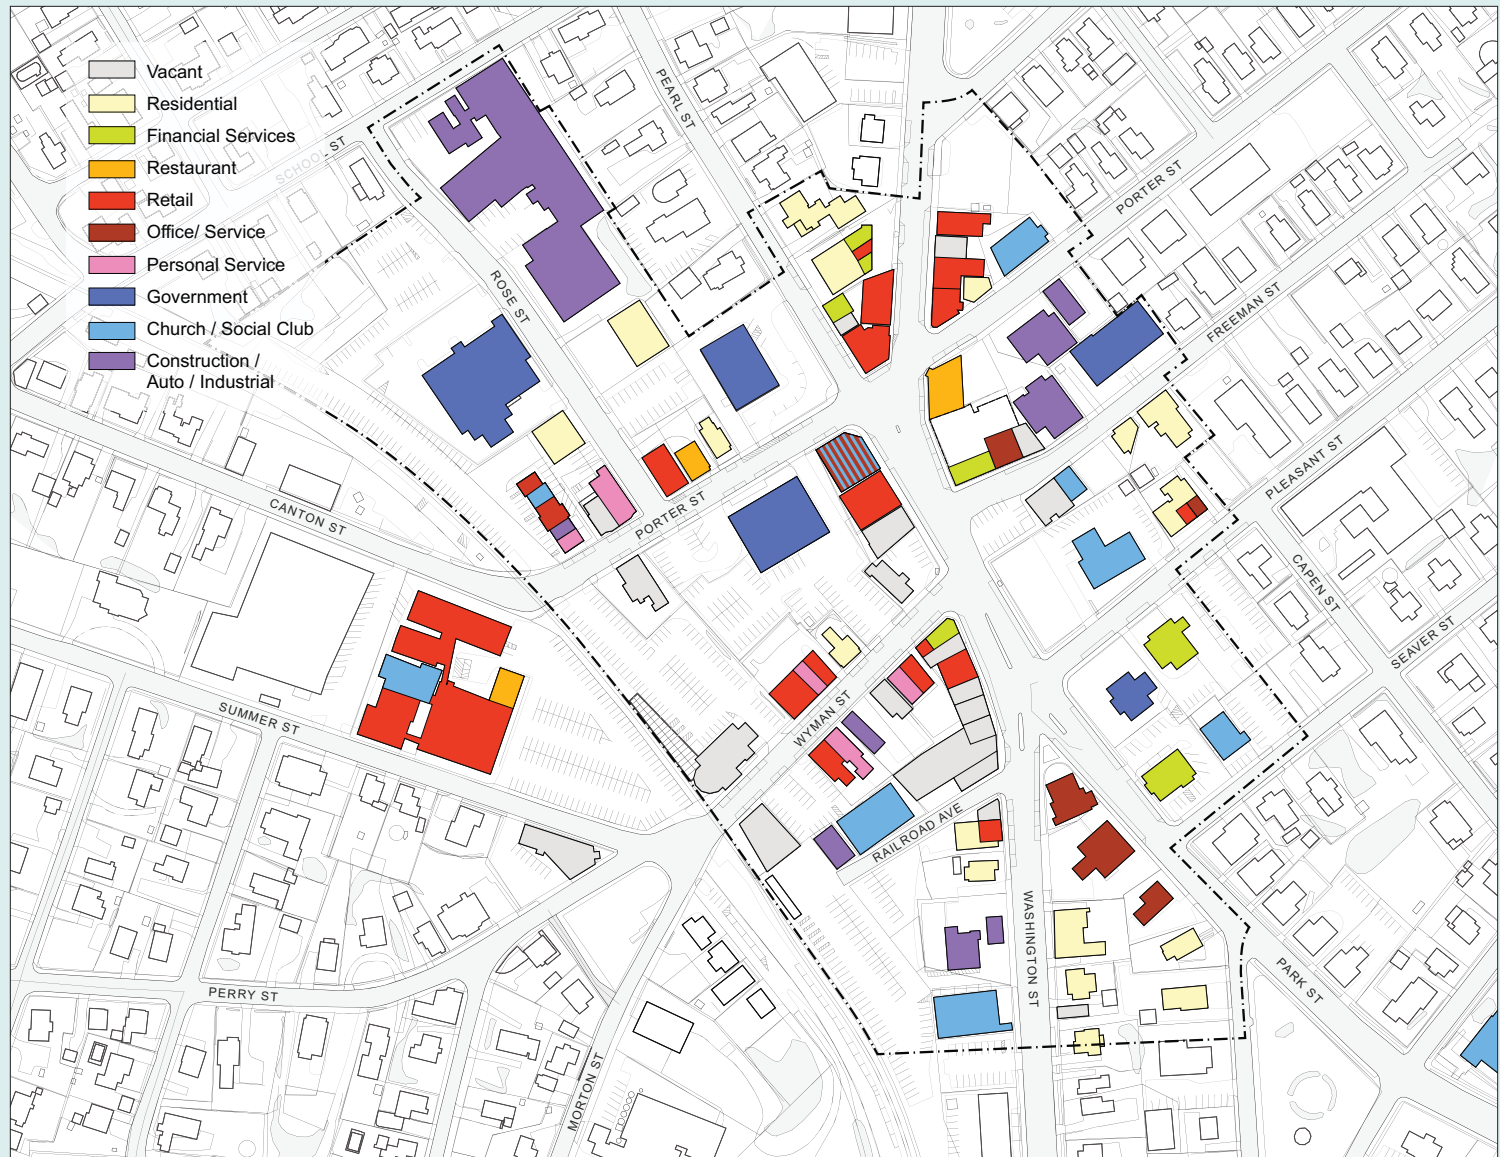 Vacant
Residential
Financial Services
Restaurant
Retail
Office/ Service
Personal Service
Government
Church / Social Club
Construction /
Auto / Industrial
SCHOOL ST
PEARL ST
ROSE ST
PORTER ST
FREEMAN ST
PLEASANT ST
CANTON ST
PORTER ST
CAPEN ST
SEAVER ST
SUMMER ST
WYMAN ST
RAILROAD AVE
WASHINGTON ST
PARK ST
PERRY ST
MORTON ST